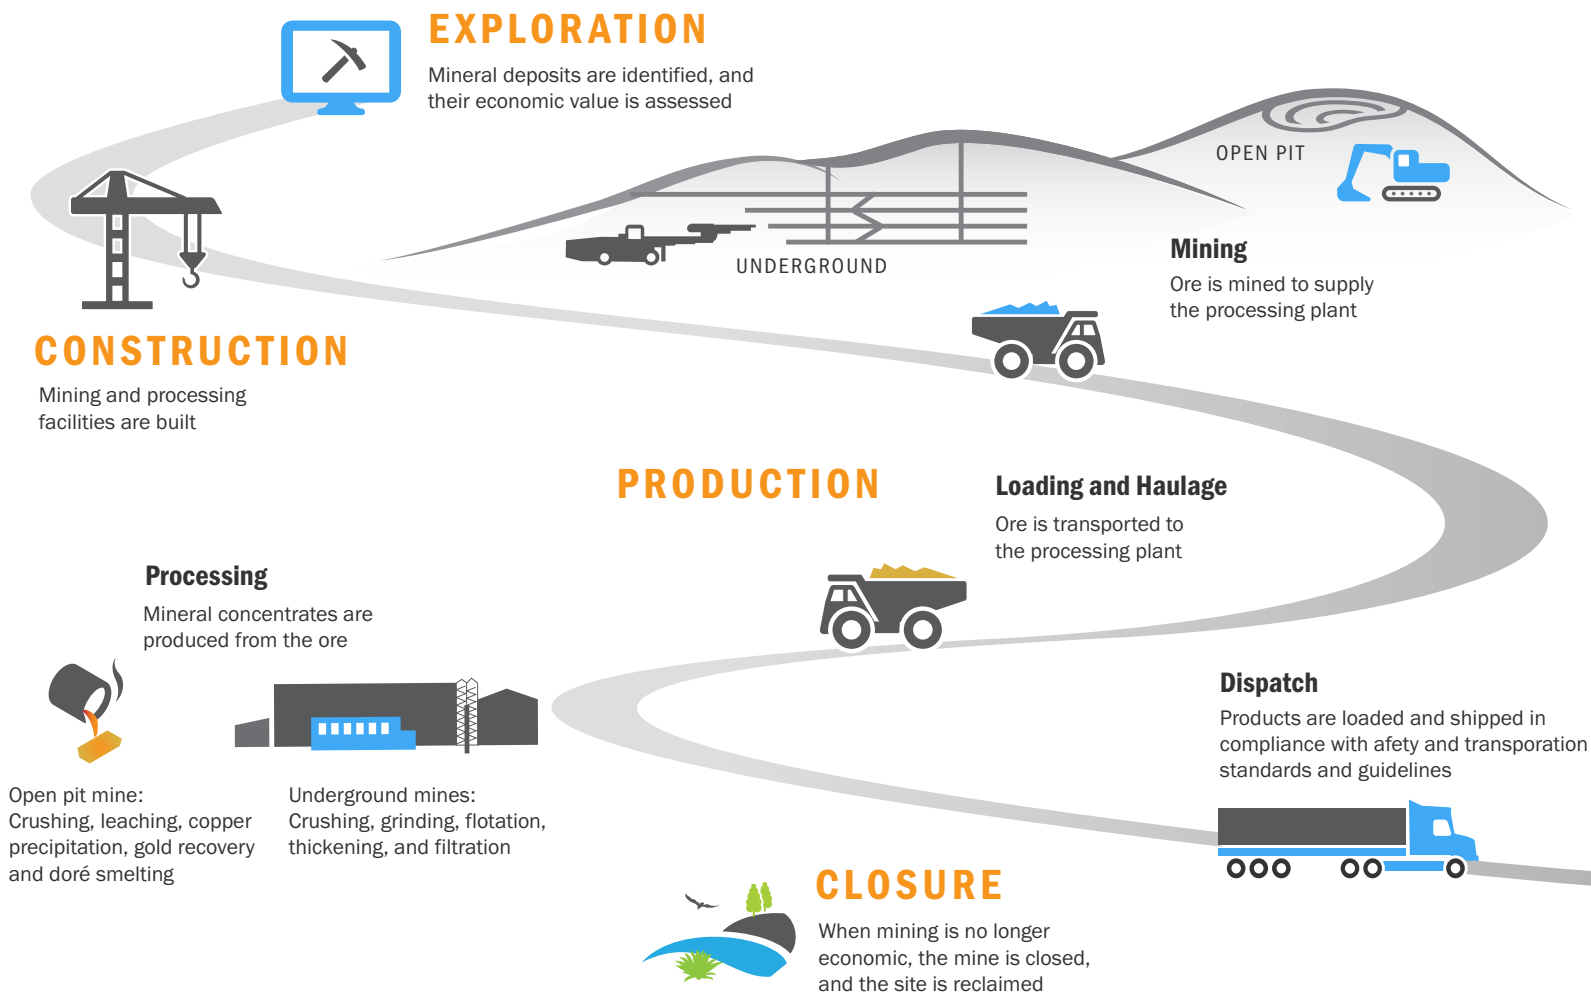 EXPLORATION
Mineral deposits are identified, and
their economic value is assessed
OPEN PIT
UNDERGROUND
Mining
Ore is mined to supply
the processing plant
CONSTRUCTION
Mining and processing
facilities are built
PRODUCTION
Loading and Haulage
Ore is transported to
the processing plant
Processing
Mineral concentrates are
produced from the ore
Open pit mine:
Crushing, leaching, copper
precipitation, gold recovery
and doré smelting
Underground mines:
Crushing, grinding, flotation,
thickening, and filtration
Dispatch
Products are loaded and shipped in
compliance with afety and transporation
standards and guidelines
CLOSURE
When mining is no longer
economic, the mine is closed,
and the site is reclaimed